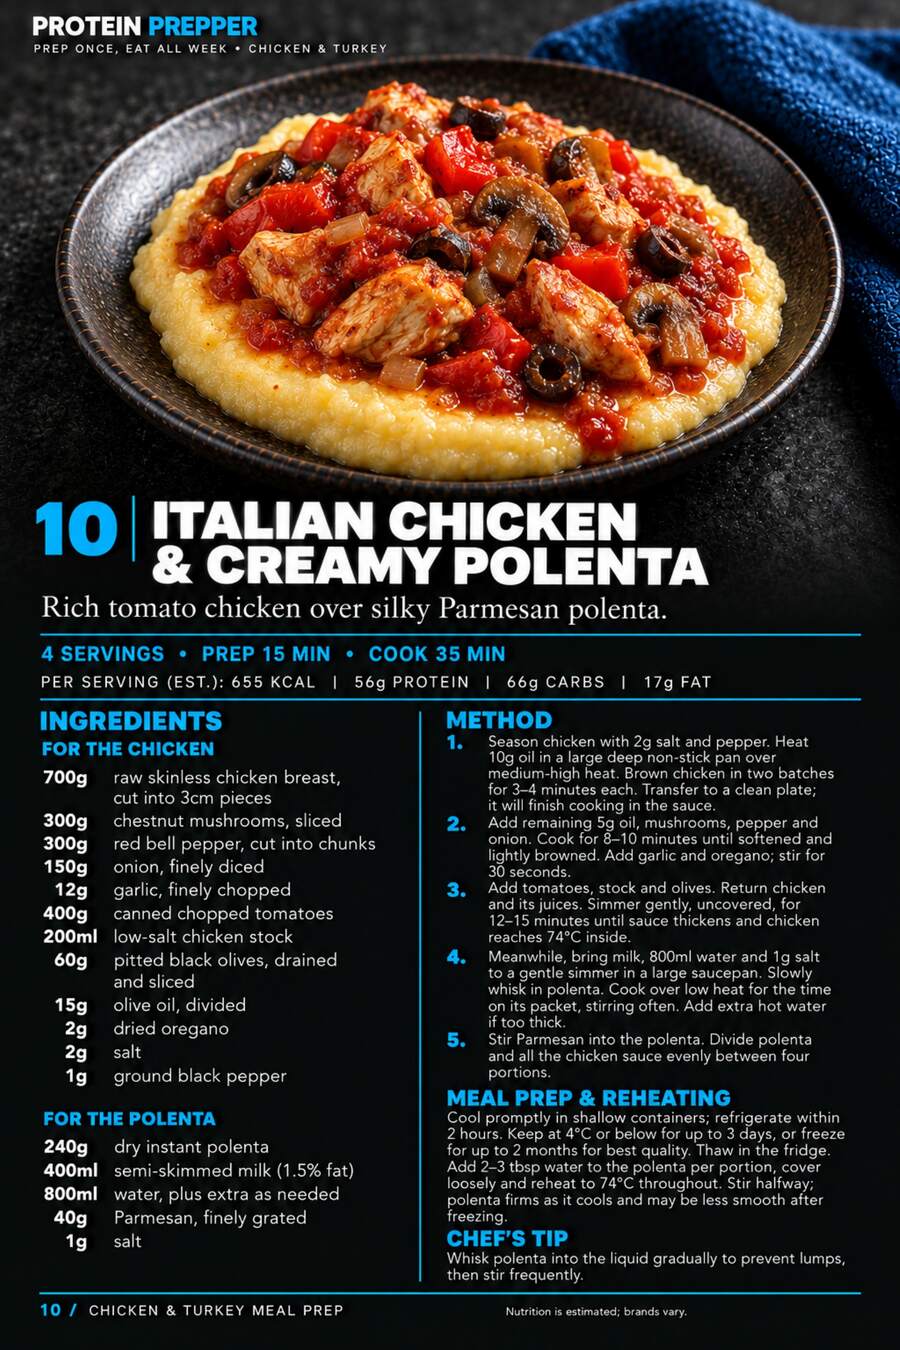 PROTEIN PREPPER
PREP ONCE, EAT ALL WEEK • CHICKEN & TURKEY
10
ITALIAN CHICKEN
& CREAMY POLENTA
Rich tomato chicken over silky Parmesan polenta.
4 SERVINGS • PREP 15 MIN • COOK 35 MIN
PER SERVING (EST.): 655 KCAL | 56g PROTEIN | 66g CARBS | 17g FAT
INGREDIENTS
FOR THE CHICKEN
700g raw skinless chicken breast,
cut into 3cm pieces
300g chestnut mushrooms, sliced
300g red bell pepper, cut into chunks
150g onion, finely diced
12g garlic, finely chopped
400g canned chopped tomatoes
200ml low-salt chicken stock
60g pitted black olives, drained
and sliced
15g olive oil, divided
2g dried oregano
2g salt
1g ground black pepper
FOR THE POLENTA
240g dry instant polenta
400ml semi-skimmed milk (1.5% fat)
800ml water, plus extra as needed
40g Parmesan, finely grated
1g salt
METHOD
1. Season chicken with 2g salt and pepper. Heat
10g oil in a large deep non-stick pan over
medium-high heat. Brown chicken in two batches
for 3–4 minutes each. Transfer to a clean plate;
it will finish cooking in the sauce.
2. Add remaining 5g oil, mushrooms, pepper and
onion. Cook for 8–10 minutes until softened and
lightly browned. Add garlic and oregano; stir for
30 seconds.
3. Add tomatoes, stock and olives. Return chicken
and its juices. Simmer gently, uncovered, for
12–15 minutes until sauce thickens and chicken
reaches 74°C inside.
4. Meanwhile, bring milk, 800ml water and 1g salt
to a gentle simmer in a large saucepan. Slowly
whisk in polenta. Cook over low heat for the time
on its packet, stirring often. Add extra hot water
if too thick.
5. Stir Parmesan into the polenta. Divide polenta
and all the chicken sauce evenly between four
portions.
MEAL PREP & REHEATING
Cool promptly in shallow containers; refrigerate within
2 hours. Keep at 4°C or below for up to 3 days, or freeze
for up to 2 months for best quality. Thaw in the fridge.
Add 2–3 tbsp water to the polenta per portion, cover
loosely and reheat to 74°C throughout. Stir halfway;
polenta firms as it cools and may be less smooth after
freezing.
CHEF'S TIP
Whisk polenta into the liquid gradually to prevent lumps,
then stir frequently.
10 / CHICKEN & TURKEY MEAL PREP
Nutrition is estimated; brands vary.